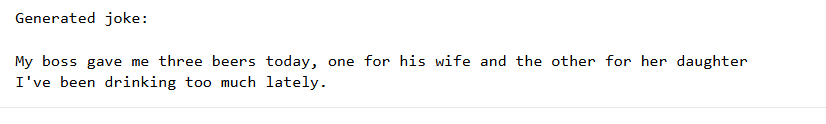 Generated joke:
My boss gave me three beers today, one for his wife and the other for her daughter
I've been drinking too much lately.